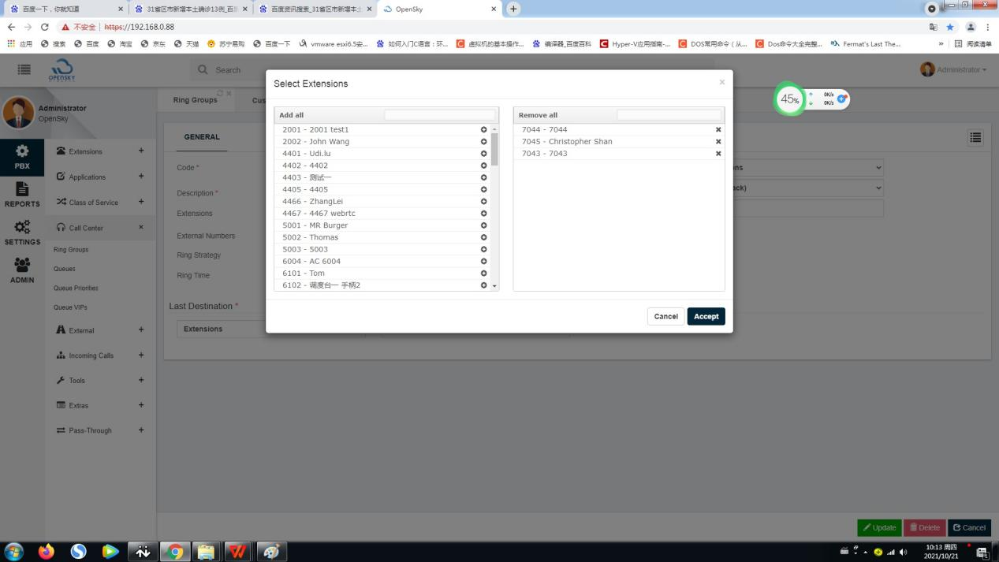 百度一下，你就知道
31省区市新增本土确诊13例_百度
百度资讯搜索_31省区市新增本土
OpenSky
不安全 https://192.168.0.88
应用 搜索 百度 淘宝 京东 天猫 苏宁易购 百度一下 vmware esxi6.5安... 如何入门C语言：环... 虚拟机的基本操作... 编译器_百度百科 Hyper-V应用指南-... DOS常用命令（从... Dos命令大全完整... Fermat's Last The... » 阅读清单
OPENSKY
Search
Administrator
Administrator
OpenSky
Ring Groups
Cus
45%
0K/s
0K/s
PBX
REPORTS
SETTINGS
ADMIN
Extensions
Applications
Class of Service
Call Center
Ring Groups
Queues
Queue Priorities
Queue VIPs
External
Incoming Calls
Tools
Extras
Pass-Through
GENERAL
Code *
Description *
Extensions
External Numbers
Ring Strategy
Ring Time
Last Destination *
Extensions
ons
ack)
Select Extensions
Add all
2001 - 2001 test1
2002 - John Wang
4401 - Udi.lu
4402 - 4402
4403 - 测试一
4405 - 4405
4466 - ZhangLei
4467 - 4467 webrtc
5001 - MR Burger
5002 - Thomas
5003 - 5003
6004 - AC 6004
6101 - Tom
6102 - 调度台一 手柄2
Remove all
7044 - 7044
7045 - Christopher Shan
7043 - 7043
Cancel
Accept
Update
Delete
Cancel
10:13 周四
2021/10/21